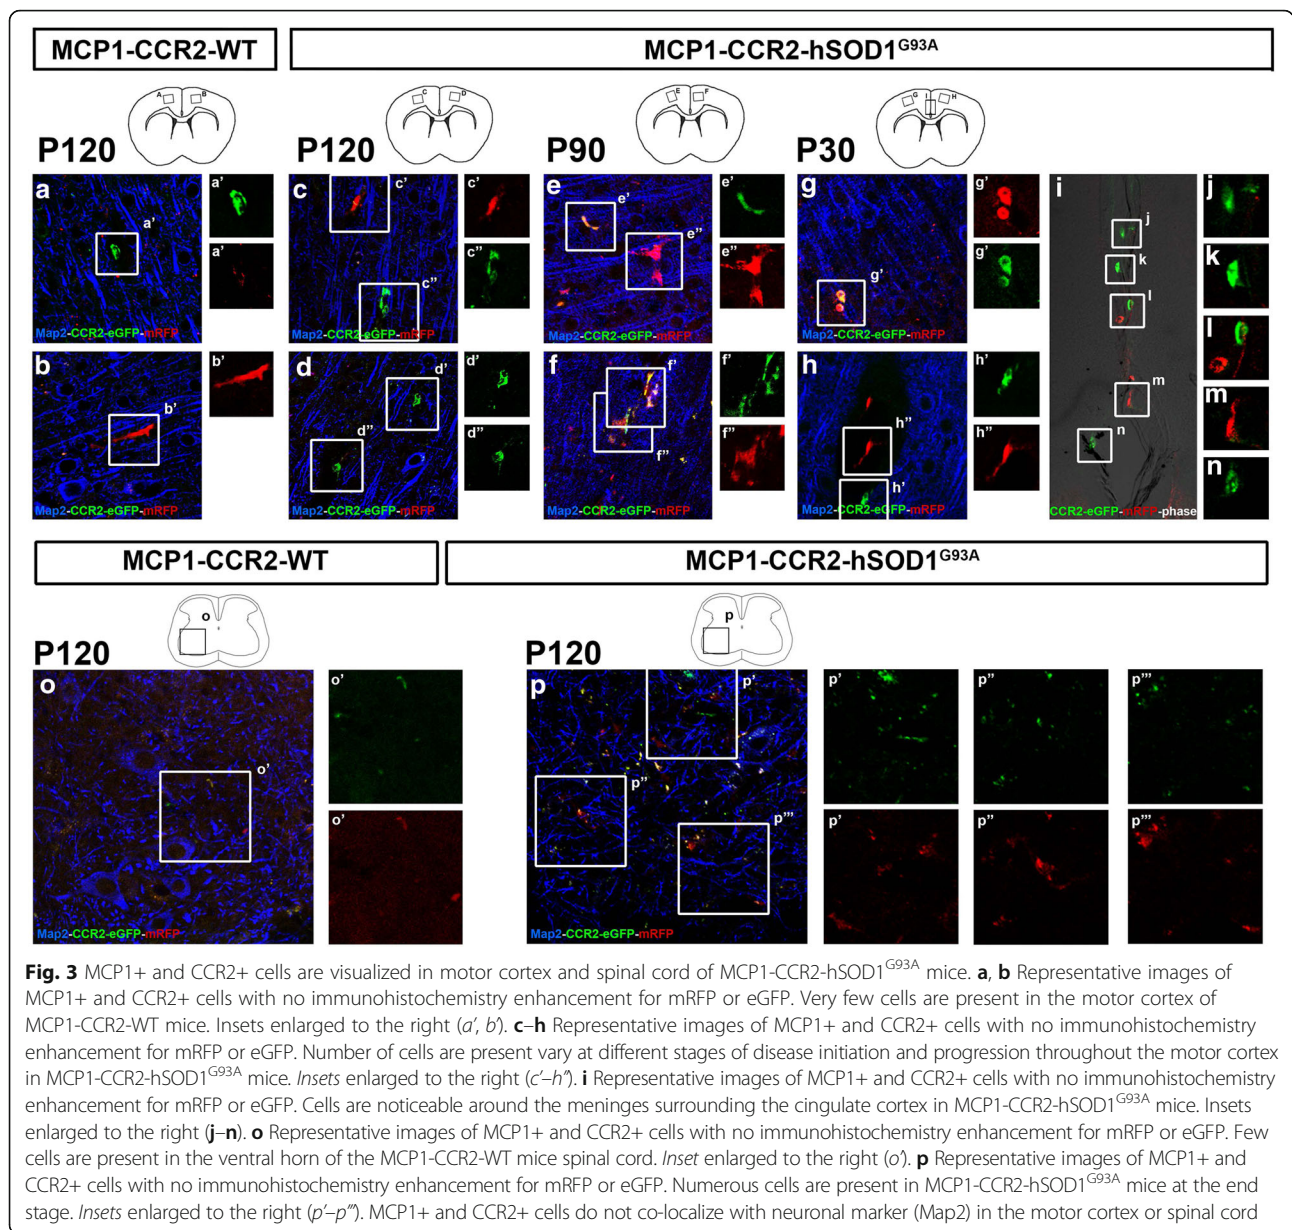 MCP1-CCR2-WT
MCP1-CCR2-hSOD1^G93A
A B
C D
E F
G I H
P120
P120
P90
P30
a a' a' a'
c c' c' c'' c''
e e' e' e'' e''
g g' g' g'
i j k l m n
j k l m n
Map2-CCR2-eGFP-mRFP
Map2-CCR2-eGFP-mRFP
Map2-CCR2-eGFP-mRFP
Map2-CCR2-eGFP-mRFP
b b' b'
d d' d' d'' d''
f f' f' f'' f''
h h' h' h'' h''
Map2-CCR2-eGFP-mRFP
Map2-CCR2-eGFP-mRFP
Map2-CCR2-eGFP-mRFP
Map2-CCR2-eGFP-mRFP
CCR2-eGFP-mRFP-phase
MCP1-CCR2-WT
MCP1-CCR2-hSOD1^G93A
o
p
P120
P120
o o' o' o'
p p' p'' p'''
p' p'' p'''
p' p'' p'''
Map2-CCR2-eGFP-mRFP
Map2-CCR2-eGFP-mRFP
Fig. 3 MCP1+ and CCR2+ cells are visualized in motor cortex and spinal cord of MCP1-CCR2-hSOD1^G93A mice. a, b Representative images of
MCP1+ and CCR2+ cells with no immunohistochemistry enhancement for mRFP or eGFP. Very few cells are present in the motor cortex of
MCP1-CCR2-WT mice. Insets enlarged to the right (a′, b′). c–h Representative images of MCP1+ and CCR2+ cells with no immunohistochemistry
enhancement for mRFP or eGFP. Number of cells are present vary at different stages of disease initiation and progression throughout the motor cortex
in MCP1-CCR2-hSOD1^G93A mice. Insets enlarged to the right (c′–h″). i Representative images of MCP1+ and CCR2+ cells with no immunohistochemistry
enhancement for mRFP or eGFP. Cells are noticeable around the meninges surrounding the cingulate cortex in MCP1-CCR2-hSOD1^G93A mice. Insets
enlarged to the right (j–n). o Representative images of MCP1+ and CCR2+ cells with no immunohistochemistry enhancement for mRFP or eGFP. Few
cells are present in the ventral horn of the MCP1-CCR2-WT mice spinal cord. Inset enlarged to the right (o′). p Representative images of MCP1+ and
CCR2+ cells with no immunohistochemistry enhancement for mRFP or eGFP. Numerous cells are present in MCP1-CCR2-hSOD1^G93A mice at the end
stage. Insets enlarged to the right (p′–p‴). MCP1+ and CCR2+ cells do not co-localize with neuronal marker (Map2) in the motor cortex or spinal cord